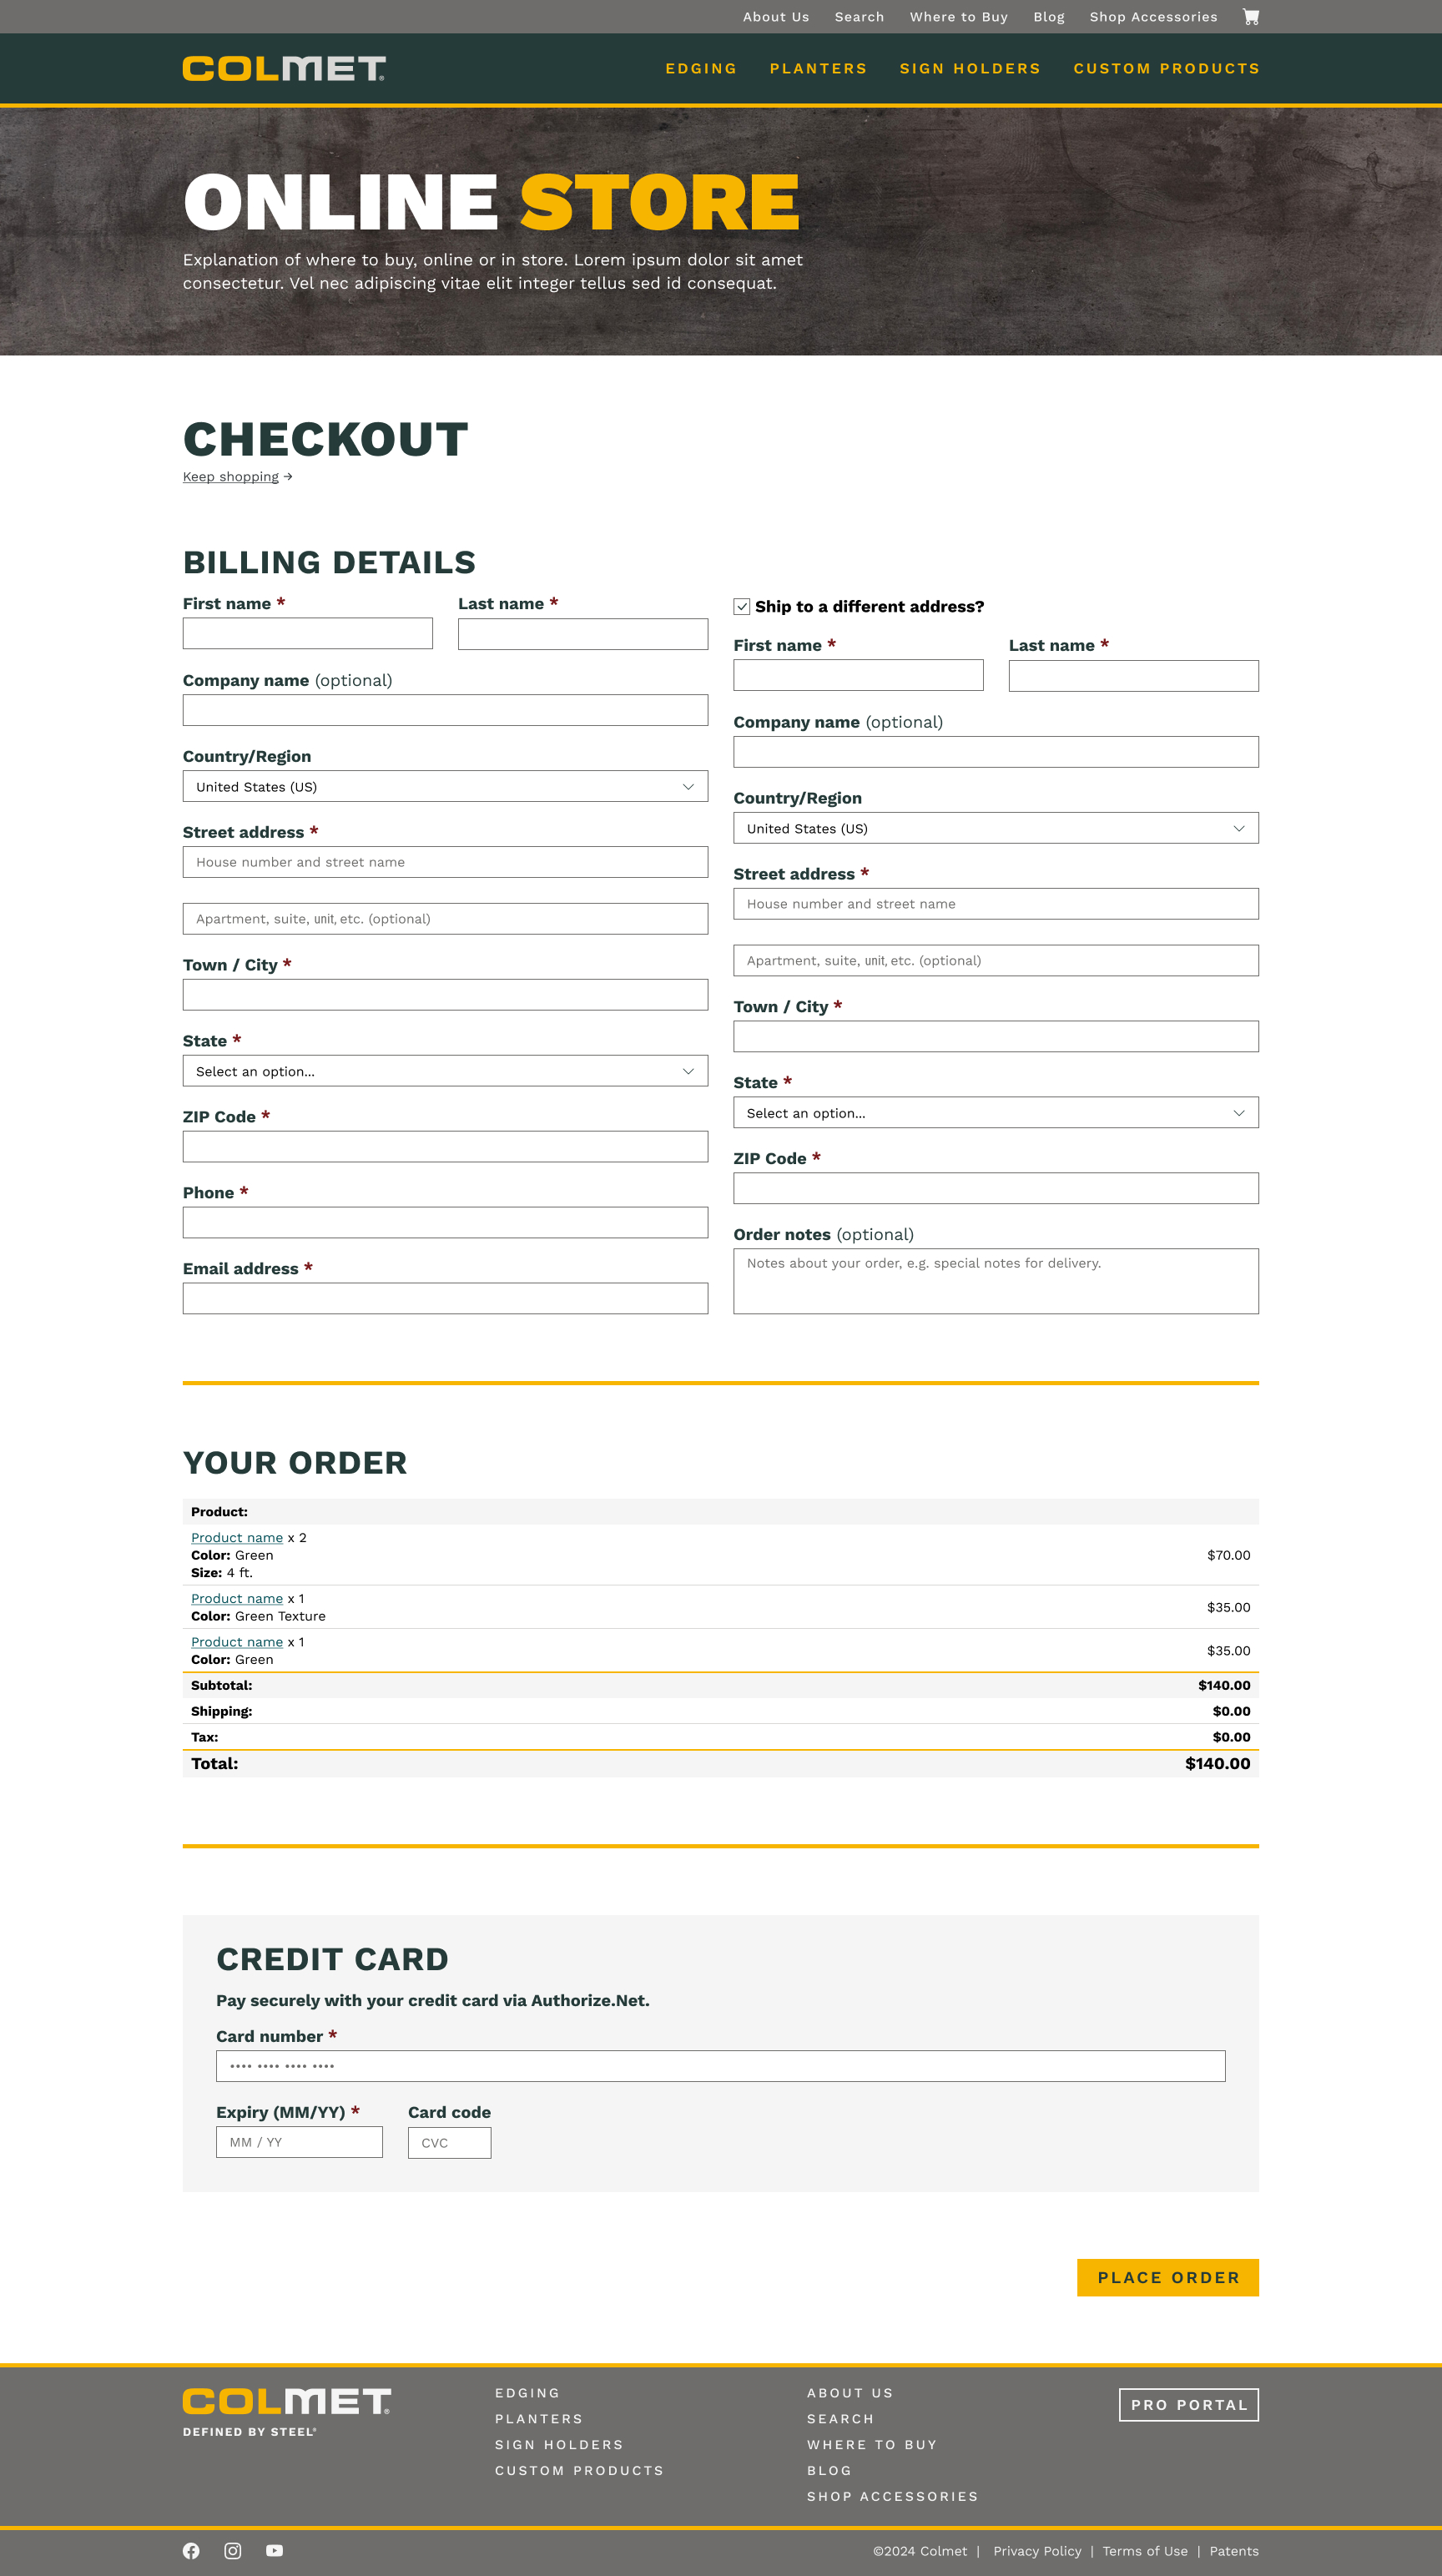 About Us Search Where to Buy Blog Shop Accessories
COLMET®
EDGING PLANTERS SIGN HOLDERS CUSTOM PRODUCTS
ONLINE STORE
Explanation of where to buy, online or in store. Lorem ipsum dolor sit amet
consectetur. Vel nec adipiscing vitae elit integer tellus sed id consequat.
CHECKOUT
Keep shopping →
BILLING DETAILS
First name * Last name *
Company name (optional)
Country/Region
United States (US)
Street address *
House number and street name
Apartment, suite, unit, etc. (optional)
Town / City *
State *
Select an option...
ZIP Code *
Phone *
Email address *
Ship to a different address?
First name * Last name *
Company name (optional)
Country/Region
United States (US)
Street address *
House number and street name
Apartment, suite, unit, etc. (optional)
Town / City *
State *
Select an option...
ZIP Code *
Order notes (optional)
Notes about your order, e.g. special notes for delivery.
YOUR ORDER
Product:
Product name x 2
Color: Green
Size: 4 ft.
$70.00
Product name x 1
Color: Green Texture
$35.00
Product name x 1
Color: Green
$35.00
Subtotal: $140.00
Shipping: $0.00
Tax: $0.00
Total: $140.00
CREDIT CARD
Pay securely with your credit card via Authorize.Net.
Card number *
•••• •••• •••• ••••
Expiry (MM/YY) * Card code
MM / YY CVC
PLACE ORDER
COLMET®
DEFINED BY STEEL®
EDGING
PLANTERS
SIGN HOLDERS
CUSTOM PRODUCTS
ABOUT US
SEARCH
WHERE TO BUY
BLOG
SHOP ACCESSORIES
PRO PORTAL
©2024 Colmet | Privacy Policy | Terms of Use | Patents